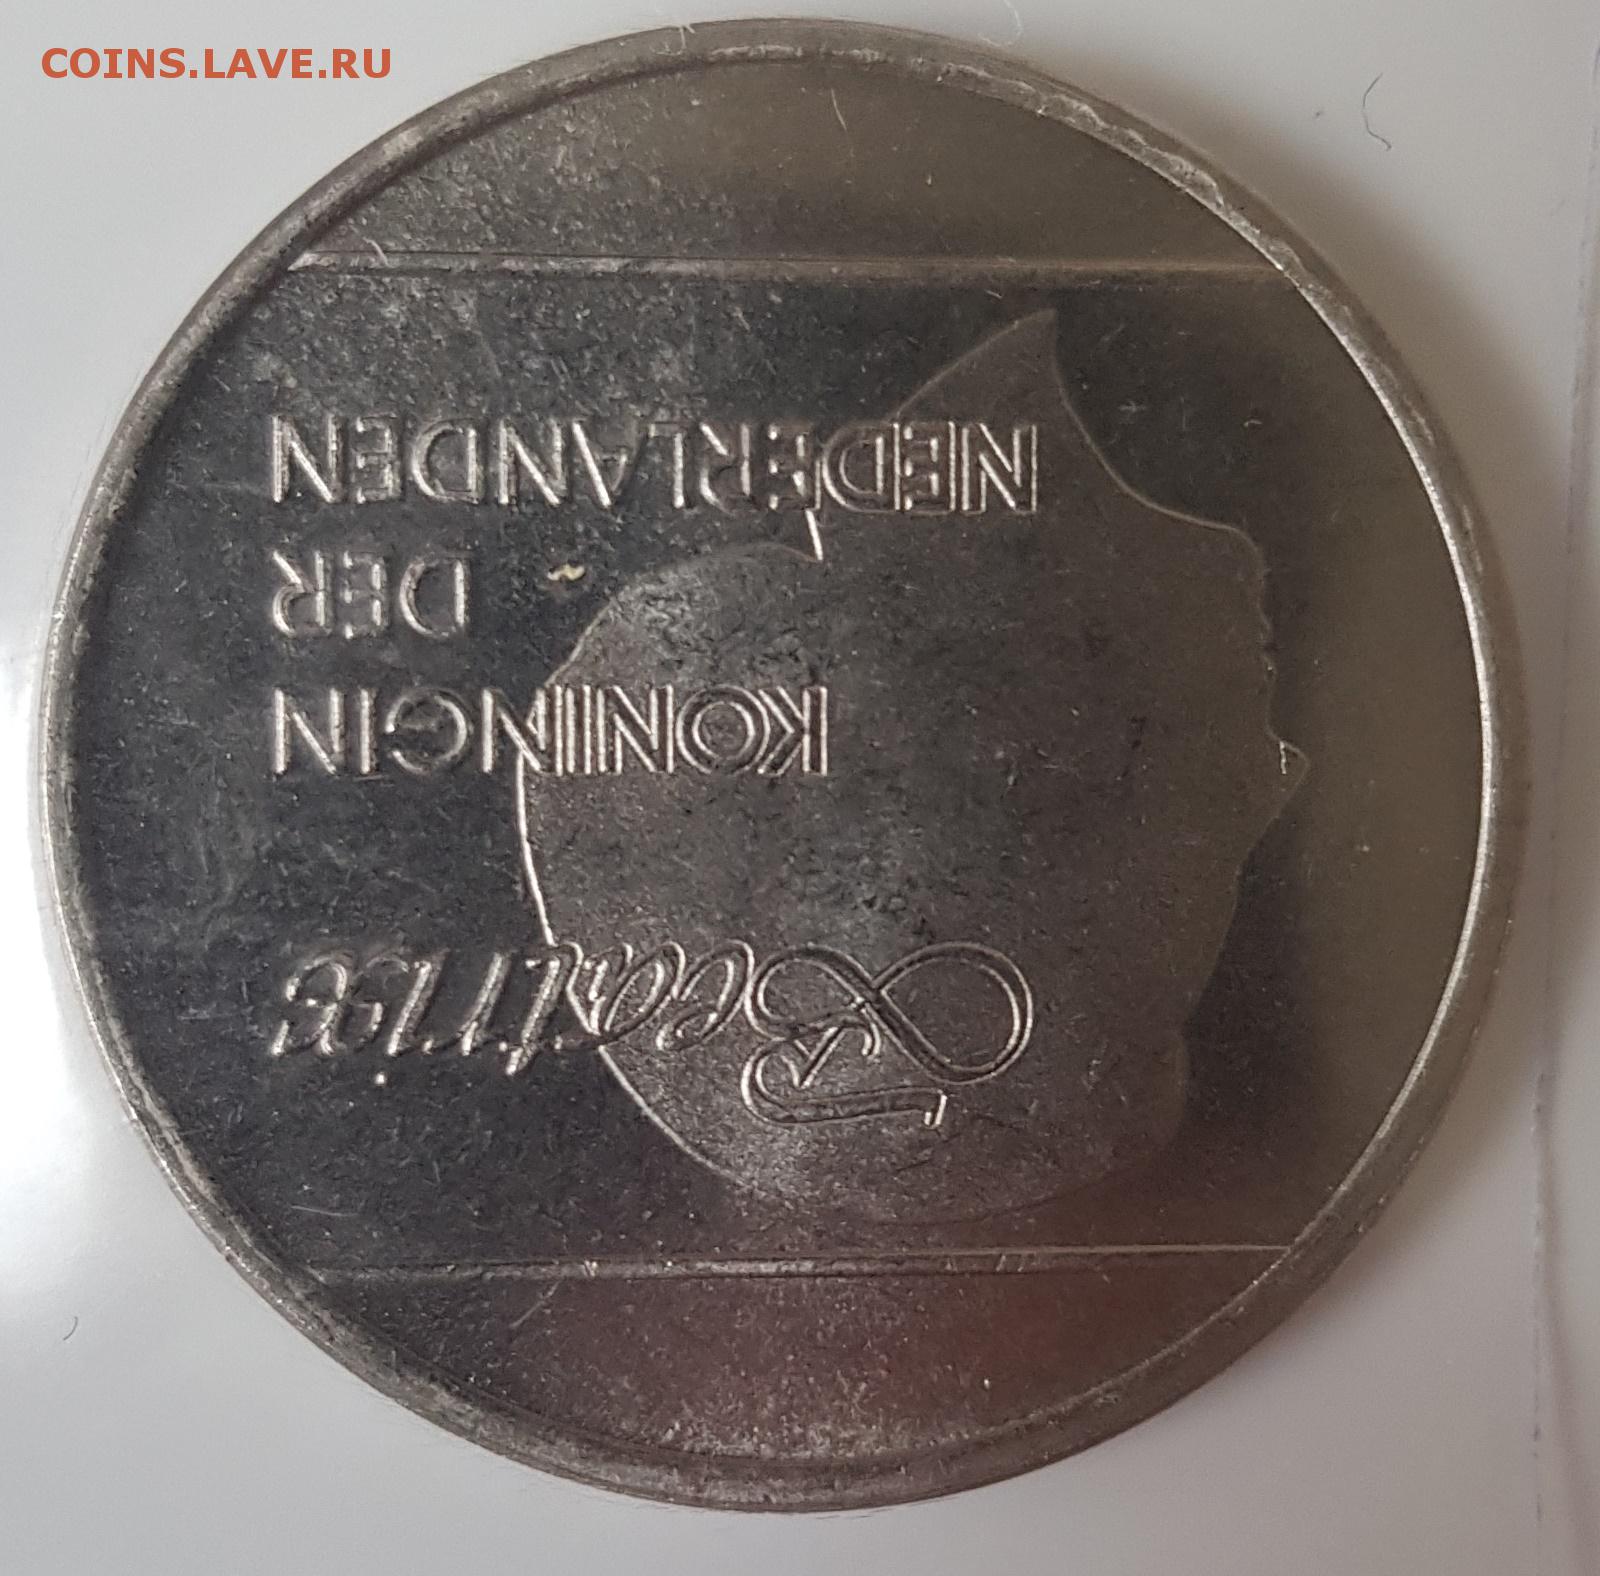 COINS.LAVE.RU
Beatrix
KONINGIN
DER
NEDERLANDEN